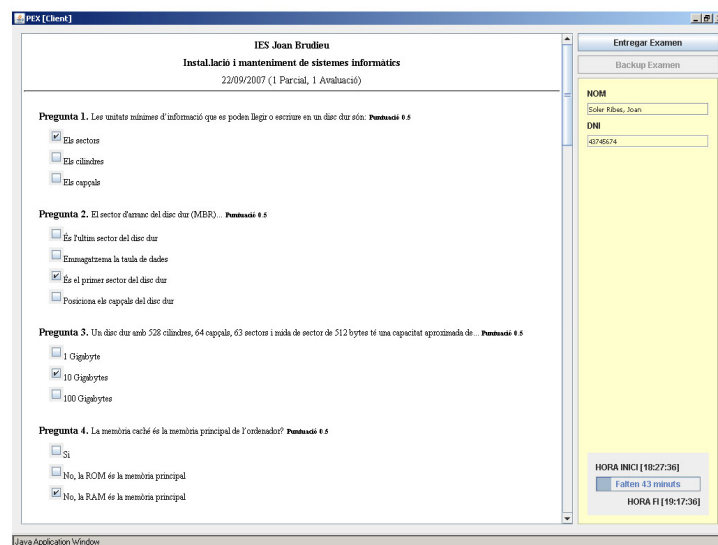 PEX [Client]
IES Joan Brudieu
Instal.lació i manteniment de sistemes informàtics
22/09/2007 (1 Parcial, 1 Avaluació)
Pregunta 1. Les unitats mínimes d'informació que es poden llegir o escriure en un disc dur són: Puntuació 0.5
Els sectors
Els cilindres
Els capçals
Pregunta 2. El sector d'arranc del disc dur (MBR)... Puntuació 0.5
És l'ultim sector del disc dur
Emmagatzema la taula de dades
És el primer sector del disc dur
Posiciona els capçals del disc dur
Pregunta 3. Un disc dur amb 528 cilindres, 64 capçals, 63 sectors i mida de sector de 512 bytes té una capacitat aproximada de... Puntuació 0.5
1 Gigabyte
10 Gigabytes
100 Gigabytes
Pregunta 4. La memòria caché és la memòria principal de l'ordenador? Puntuació 0.5
Si
No, la ROM és la memòria principal
No, la RAM és la memòria principal
Entregar Examen
Backup Examen
NOM
Soler Ribes, Joan
DNI
43745674
HORA INICI [18:27:36]
Falten 43 minuts
HORA FI [19:17:36]
Java Application Window